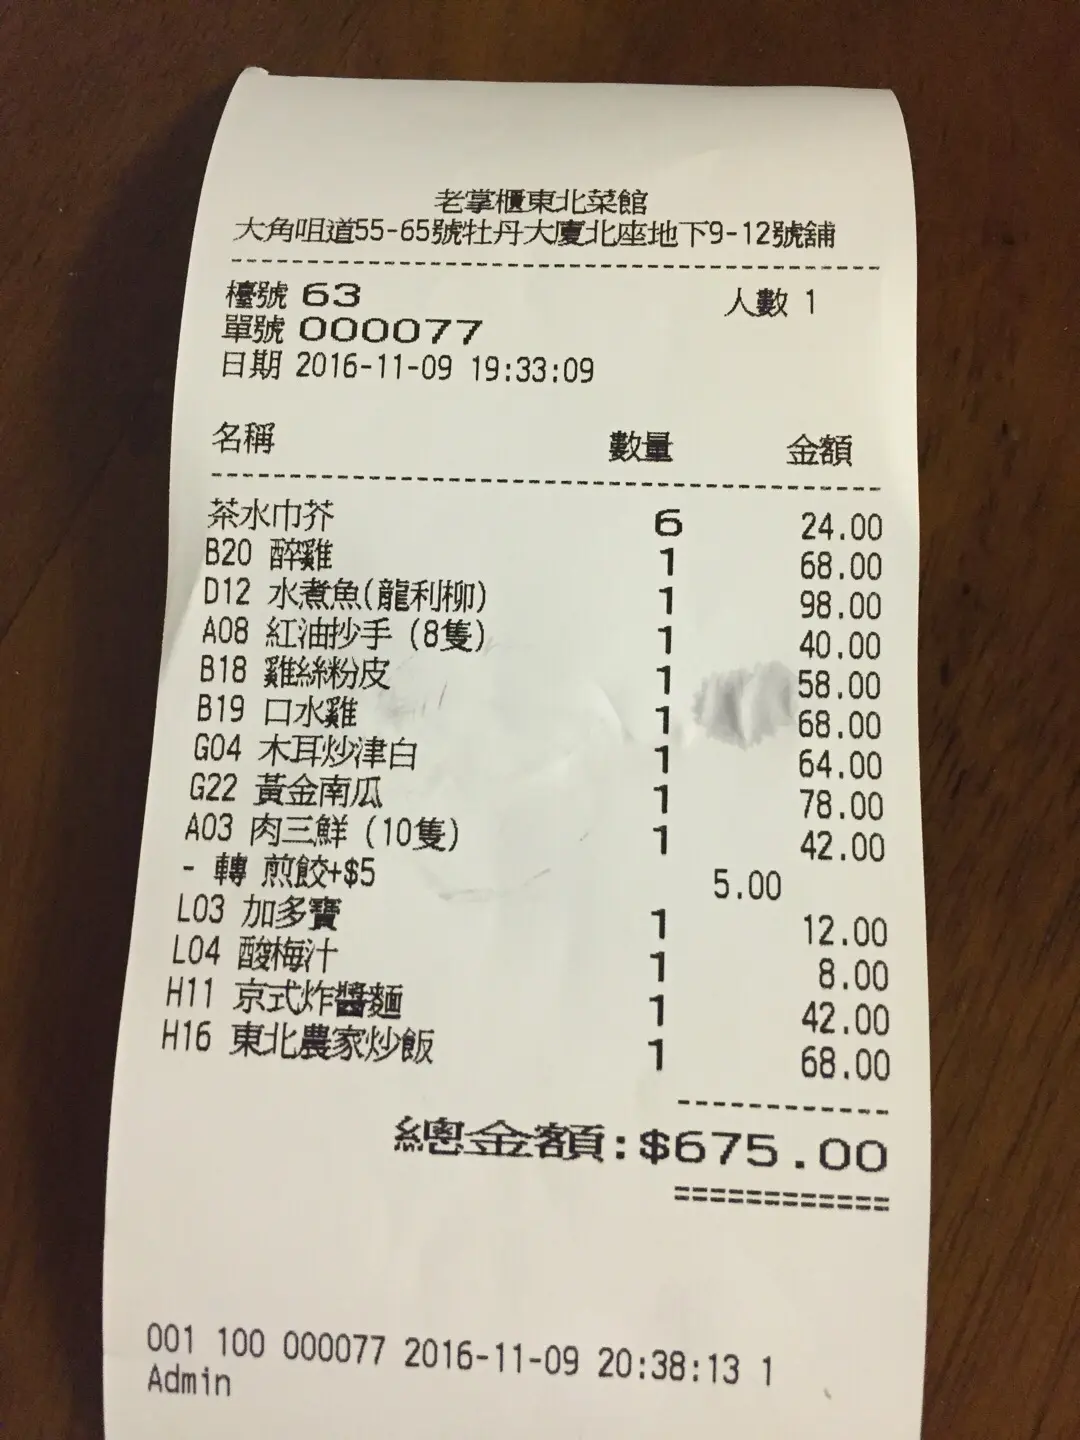 老掌櫃東北菜館
大角咀道55-65號牡丹大廈北座地下9-12號舖
檯號 63 人數 1
單號 000077
日期 2016-11-09 19:33:09
名稱 數量 金額
茶水巾芥 6 24.00
B20 醉雞 1 68.00
D12 水煮魚(龍利柳) 1 98.00
A08 紅油抄手 (8隻) 1 40.00
B18 雞絲粉皮 1 58.00
B19 口水雞 1 68.00
G04 木耳炒津白 1 64.00
G22 黃金南瓜 1 78.00
A03 肉三鮮 (10隻) 1 42.00
- 轉 煎餃+$5 5.00
L03 加多寶 1 12.00
L04 酸梅汁 1 8.00
H11 京式炸醬麵 1 42.00
H16 東北農家炒飯 1 68.00
總金額:$675.00
001 100 000077 2016-11-09 20:38:13 1
Admin